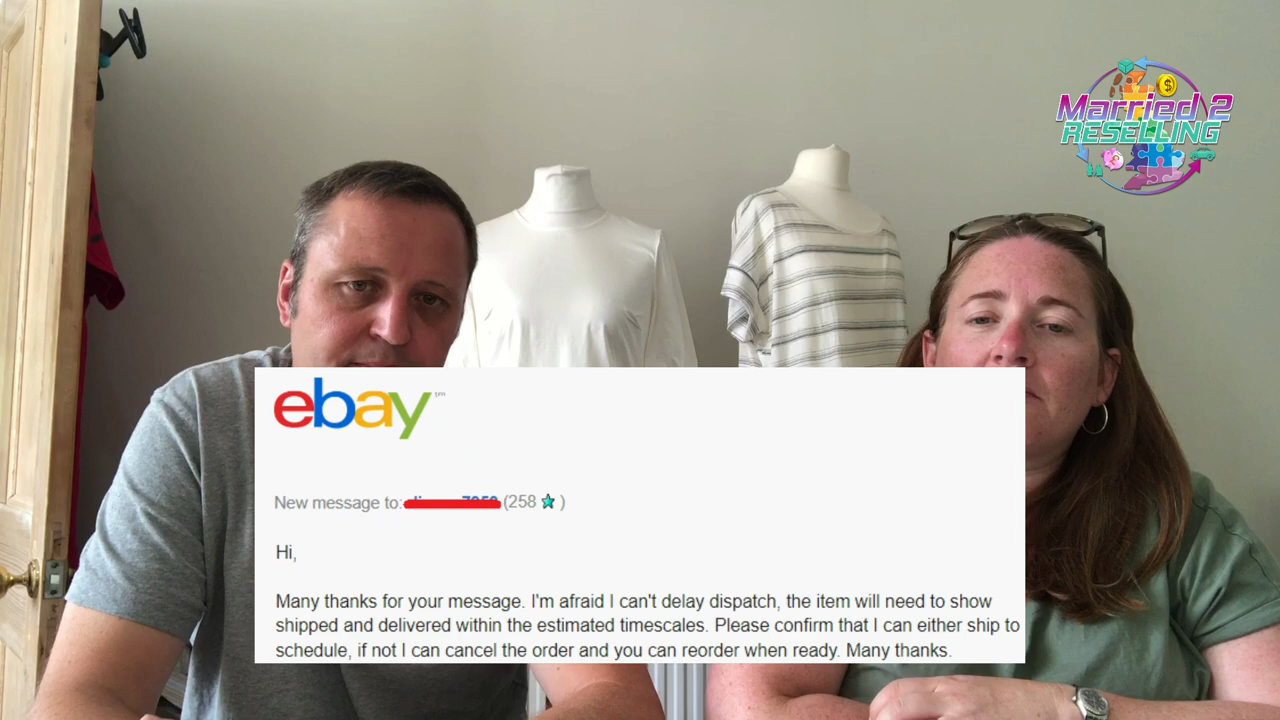 Married 2
RESELLING
ebay
New message to: (258 )
Hi,
Many thanks for your message. I'm afraid I can't delay dispatch, the item will need to show
shipped and delivered within the estimated timescales. Please confirm that I can either ship to
schedule, if not I can cancel the order and you can reorder when ready. Many thanks.